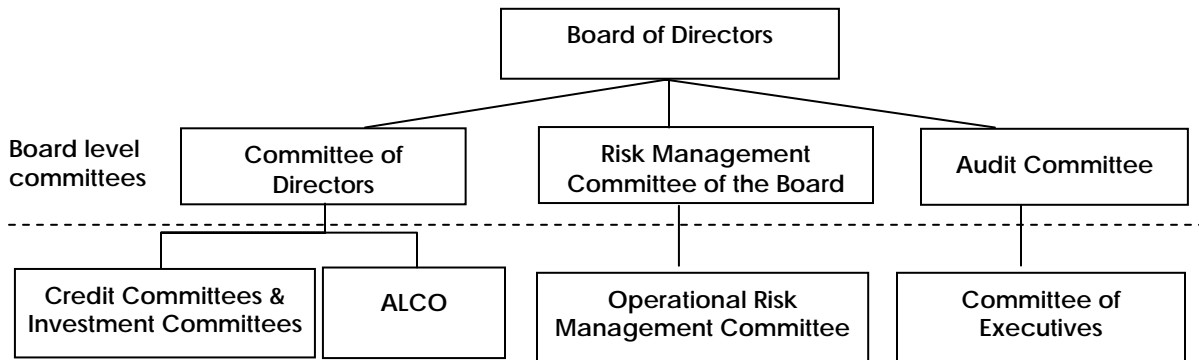 Board of Directors
Board level
committees
Committee of
Directors
Risk Management
Committee of the Board
Audit Committee
Credit Committees &
Investment Committees
ALCO
Operational Risk
Management Committee
Committee of
Executives